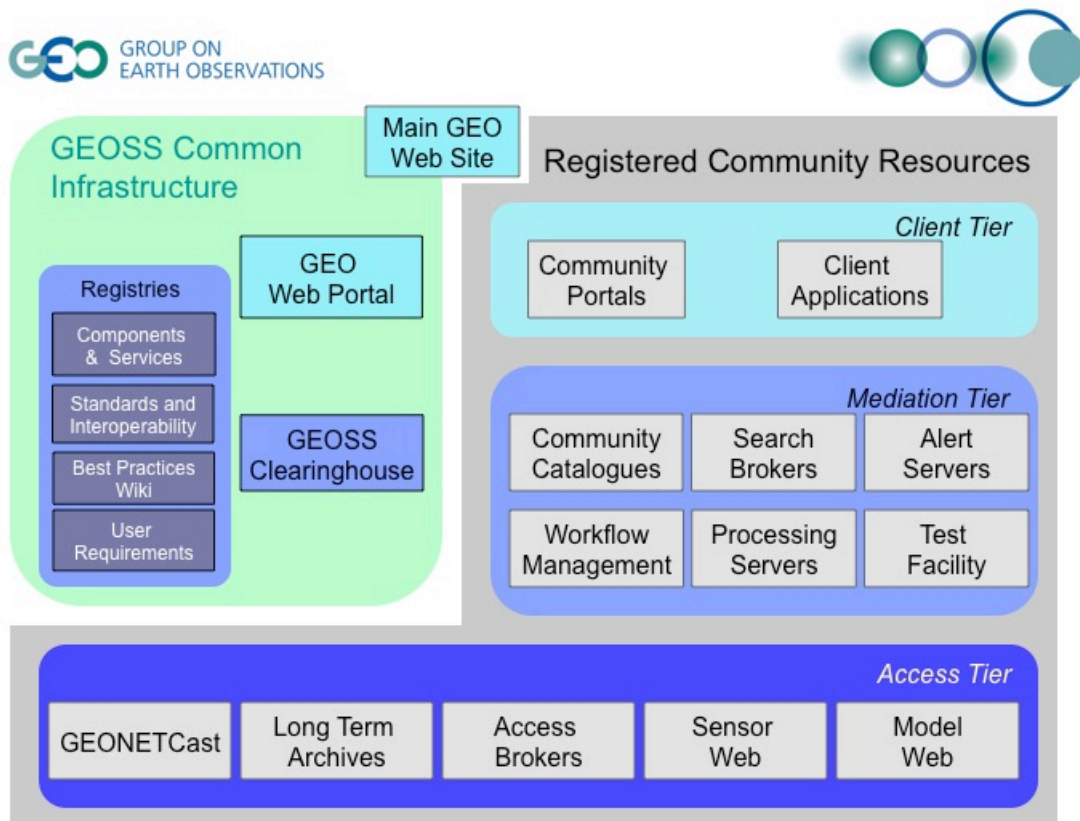 GEO
GROUP ON
EARTH OBSERVATIONS
GEOSS Common
Infrastructure
Main GEO
Web Site
Registered Community Resources
GEO
Web Portal
Registries
Components
& Services
Standards and
Interoperability
Best Practices
Wiki
User
Requirements
GEOSS
Clearinghouse
Client Tier
Community
Portals
Client
Applications
Mediation Tier
Community
Catalogues
Search
Brokers
Alert
Servers
Workflow
Management
Processing
Servers
Test
Facility
Access Tier
GEONETCast
Long Term
Archives
Access
Brokers
Sensor
Web
Model
Web